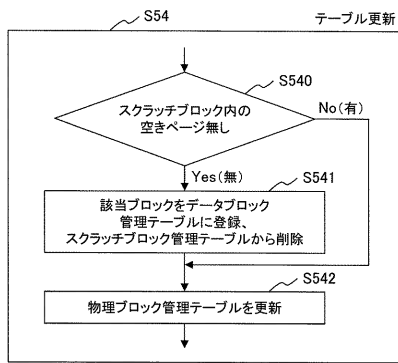 S54
テーブル更新
S540
スクラッチブロック内の
空きページ無し
No(有)
Yes(無)
S541
該当ブロックをデータブロック
管理テーブルに登録、
スクラッチブロック管理テーブルから削除
S542
物理ブロック管理テーブルを更新